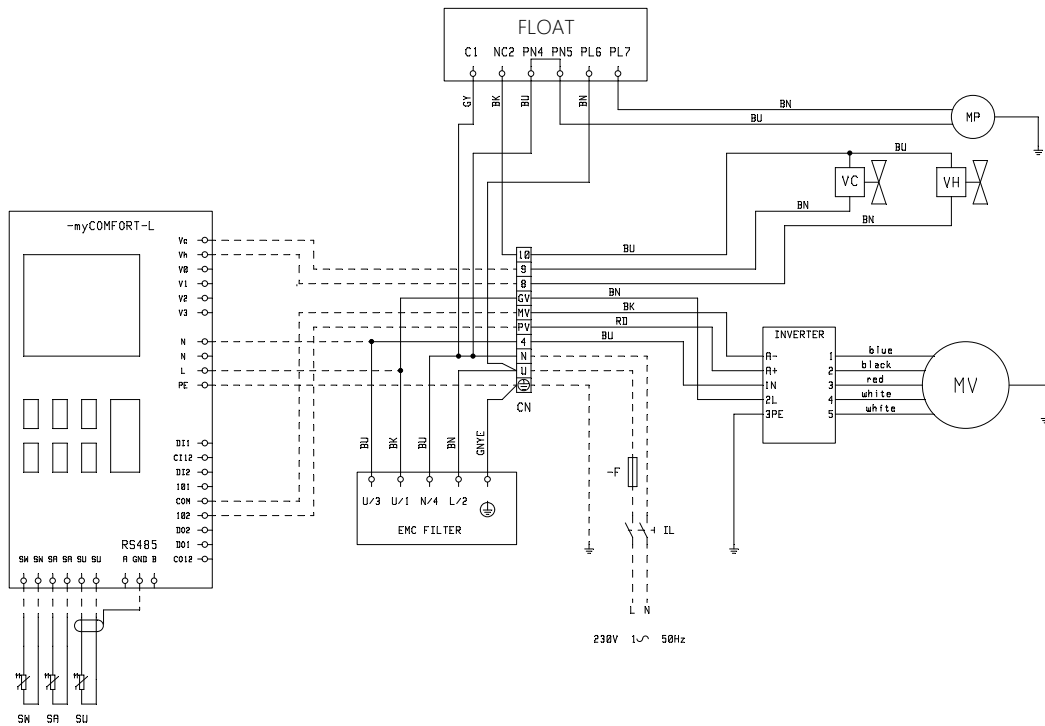 FLOAT
C1 NC2 PN4 PN5 PL6 PL7
GY BK BU BN
BN
BU
MP
BU
VC VH
BN
BN
-myCOMFORT-L
Vc
Vh
V0
V1
V2
V3
N
N
L
PE
DI1
CI12
DI2
101
COM
102
DO2
DO1
CO12
RS485
SW SW SA SA SU SU A GND B
SW SA SU
10
9
8
GV
MV
PV
4
N
U
CN
BU
BN
BK
RD
BU
INVERTER
A- 1 blue
A+ 2 black
IN 3 red
2L 4 white
3PE 5 white
MV
BU BK BU BN GNYE
U/3 U/1 N/4 L/2
EMC FILTER
-F
IL
L N
230V 1~ 50Hz